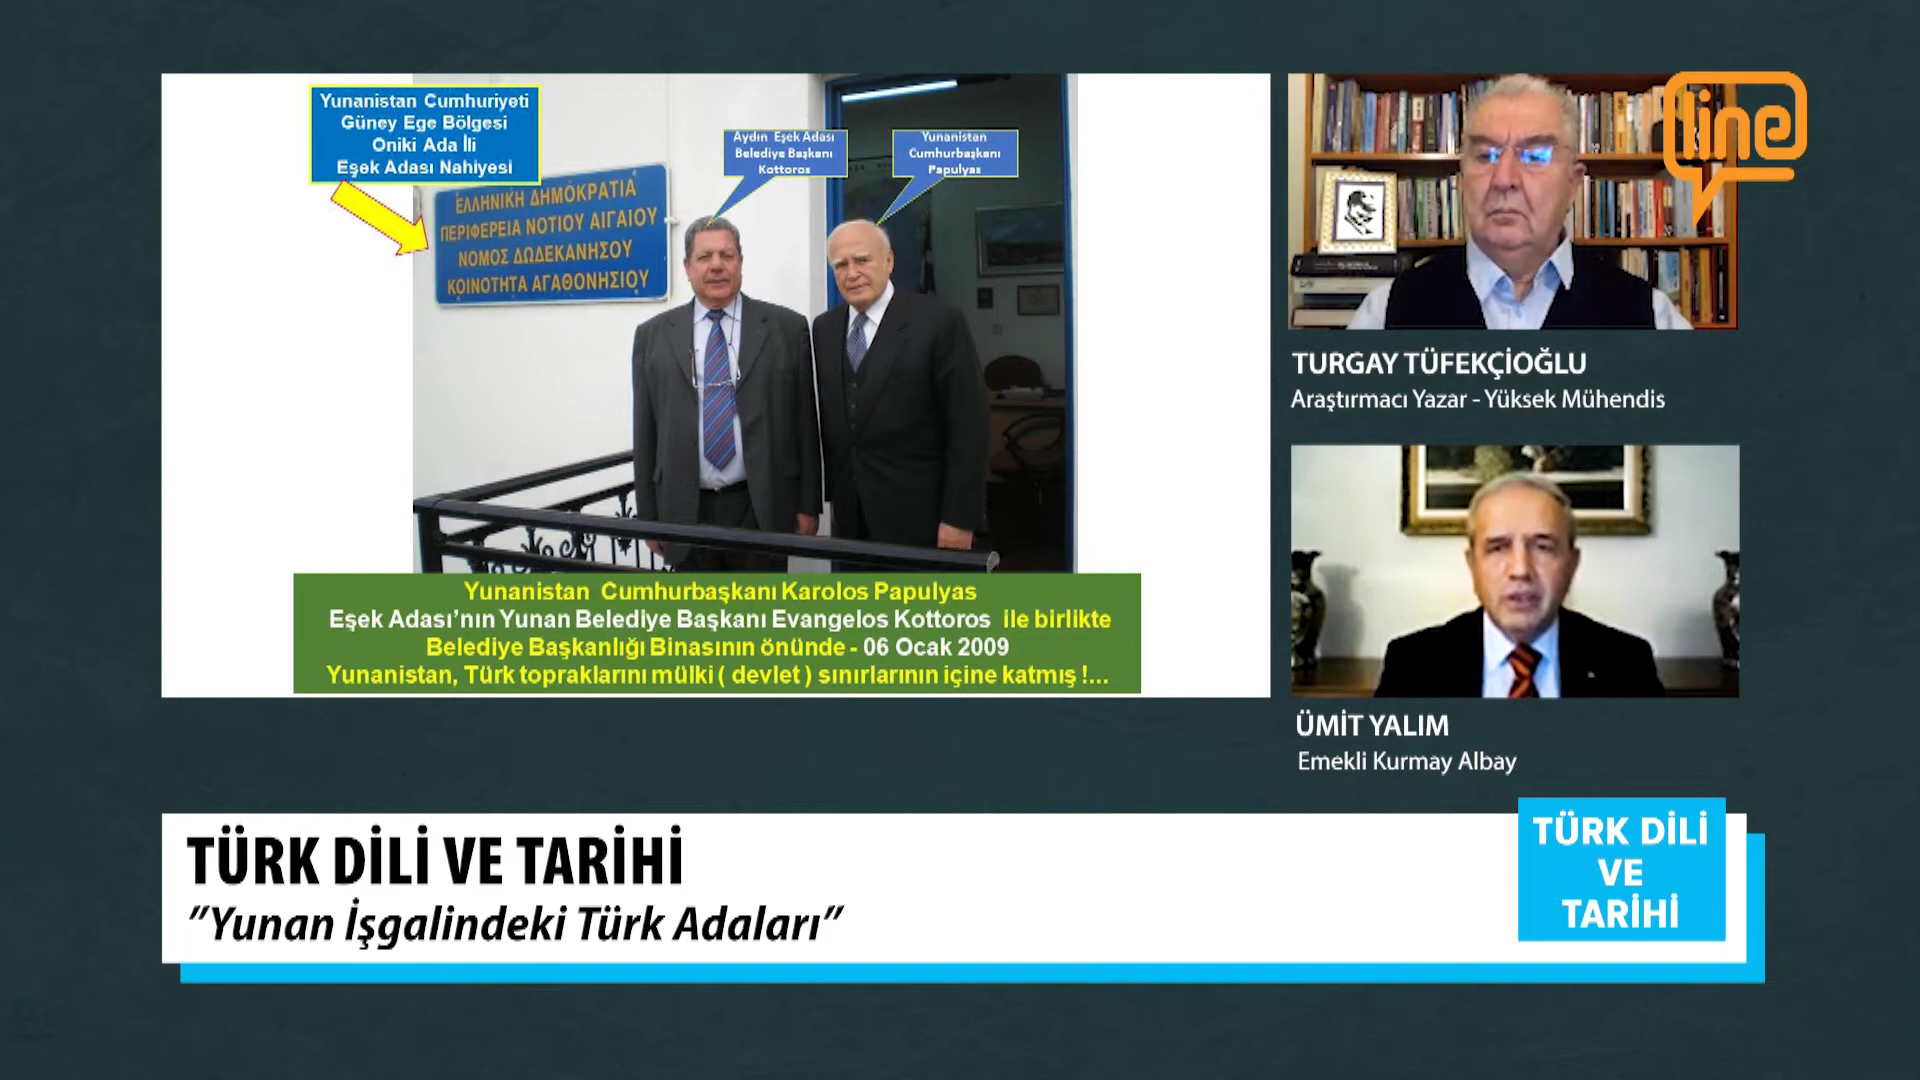 Yunanistan Cumhuriyeti
Güney Ege Bölgesi
Oniki Ada İli
Eşek Adası Nahiyesi
ΕΛΛΗΝΙΚΗ ΔΗΜΟΚΡΑΤΙΑ
ΠΕΡΙΦΕΡΕΙΑ ΝΟΤΙΟΥ ΑΙΓΑΙΟΥ
ΝΟΜΟΣ ΔΩΔΕΚΑΝΗΣΟΥ
ΚΟΙΝΟΤΗΤΑ ΑΓΑΘΟΝΗΣΙΟΥ
Aydın Eşek Adası
Belediye Başkanı
Kottoros
Yunanistan
Cumhurbaşkanı
Papulyas
Yunanistan Cumhurbaşkanı Karolos Papulyas
Eşek Adası’nın Yunan Belediye Başkanı Evangelos Kottoros ile birlikte
Belediye Başkanlığı Binasının önünde - 06 Ocak 2009
Yunanistan, Türk topraklarını mülki ( devlet ) sınırlarının içine katmış !...
line
TURGAY TÜFEKÇİOĞLU
Araştırmacı Yazar - Yüksek Mühendis
ÜMİT YALIM
Emekli Kurmay Albay
TÜRK DİLİ VE TARİHİ
”Yunan İşgalindeki Türk Adaları”
TÜRK DİLİ
VE
TARİHİ